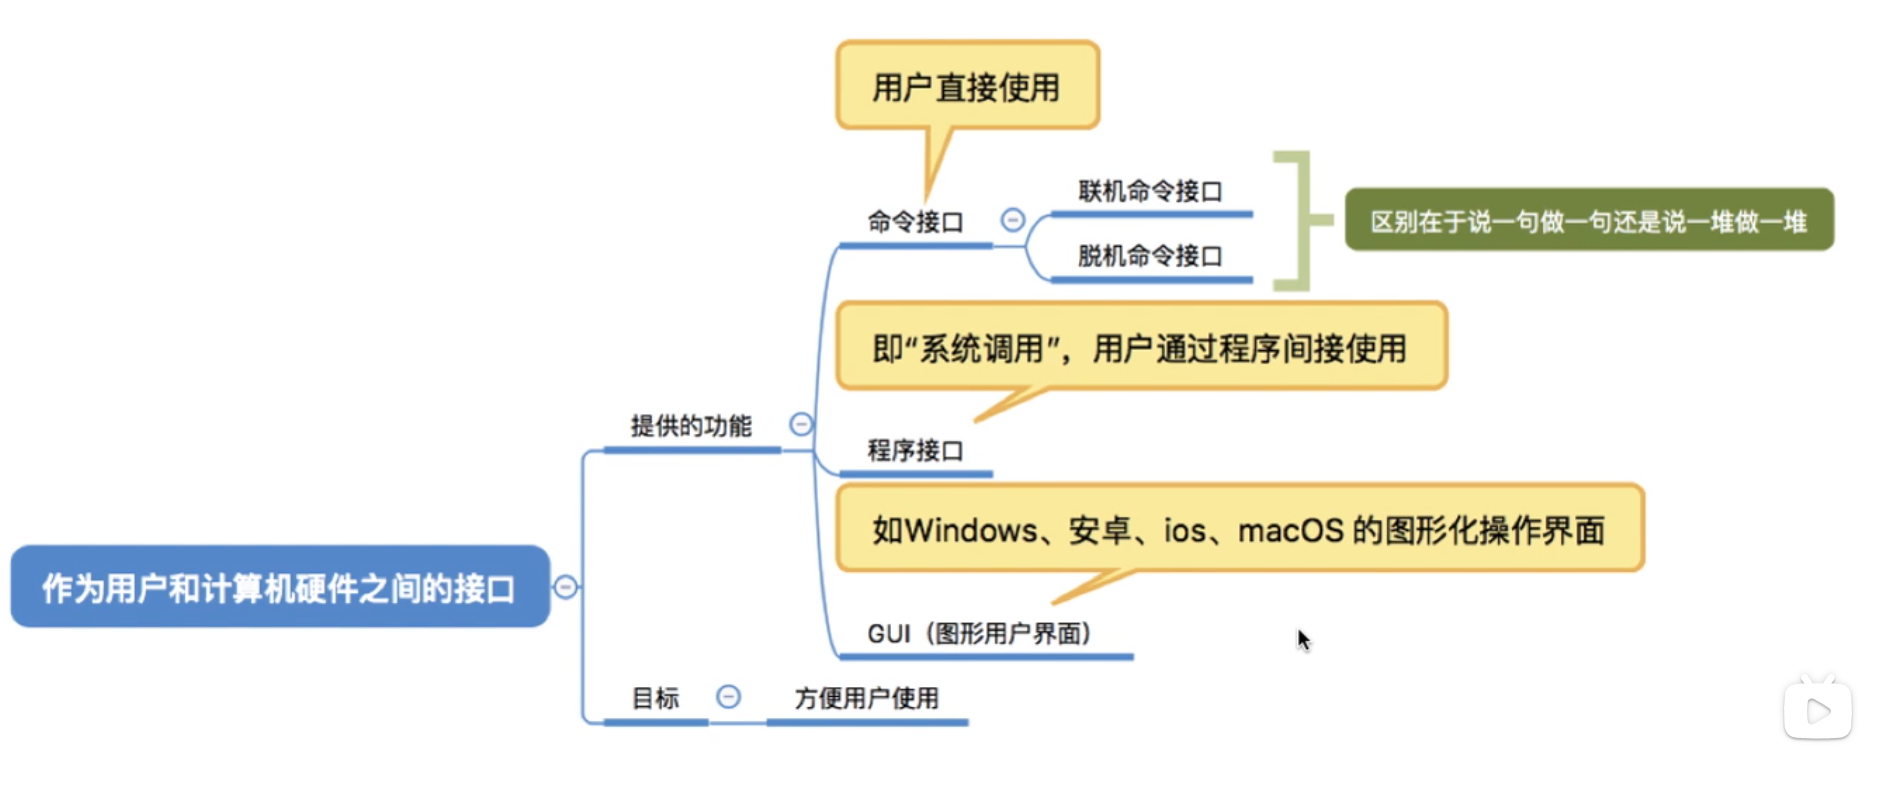 用户直接使用
命令接口
联机命令接口
脱机命令接口
区别在于说一句做一句还是说一堆做一堆
即“系统调用”，用户通过程序间接使用
提供的功能
程序接口
如Windows、安卓、ios、macOS 的图形化操作界面
作为用户和计算机硬件之间的接口
GUI（图形用户界面）
目标
方便用户使用